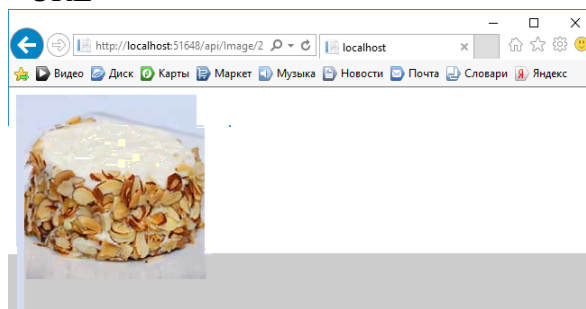 http://localhost:51648/api/Image/2
localhost
Видео Диск Карты Маркет Музыка Новости Почта Словари Яндекс